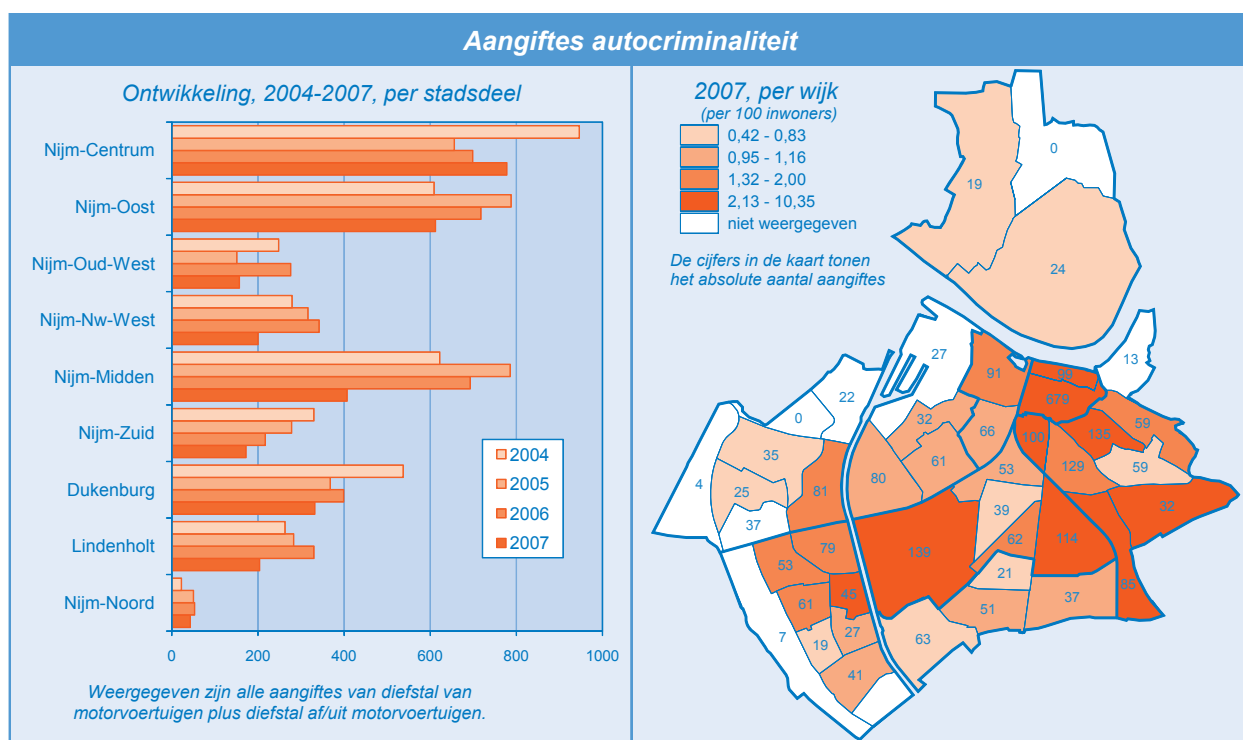 Aangiftes autocriminaliteit
Ontwikkeling, 2004-2007, per stadsdeel
Nijm-Centrum
Nijm-Oost
Nijm-Oud-West
Nijm-Nw-West
Nijm-Midden
Nijm-Zuid
Dukenburg
Lindenholt
Nijm-Noord
2004
2005
2006
2007
0 200 400 600 800 1000
Weergegeven zijn alle aangiftes van diefstal van
motorvoertuigen plus diefstal af/uit motorvoertuigen.
2007, per wijk
(per 100 inwoners)
0,42 - 0,83
0,95 - 1,16
1,32 - 2,00
2,13 - 10,35
niet weergegeven
De cijfers in de kaart tonen
het absolute aantal aangiftes
0
19
24
27
13
91
99
22
679
0
32
59
66
100
135
35
53
59
61
129
80
4
25
81
32
39
37
62
114
139
79
53
21
85
45
61
37
51
27
7
19
63
41